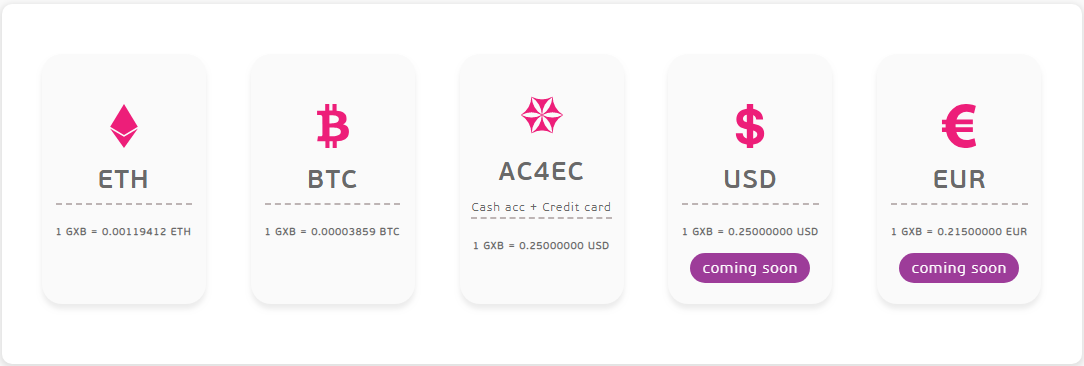 ETH
1 GXB = 0.00119412 ETH
BTC
1 GXB = 0.00003859 BTC
AC4EC
Cash acc + Credit card
1 GXB = 0.25000000 USD
$
USD
1 GXB = 0.25000000 USD
coming soon
€
EUR
1 GXB = 0.21500000 EUR
coming soon